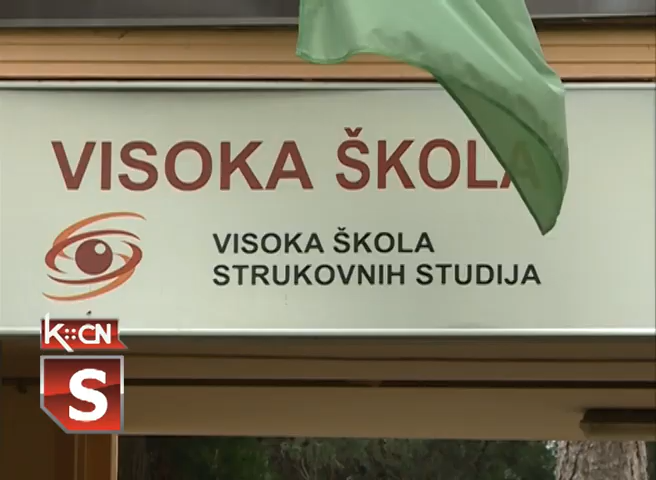 VISOKA ŠKOLA
VISOKA ŠKOLA
STRUKOVNIH STUDIJA
K::CN
S